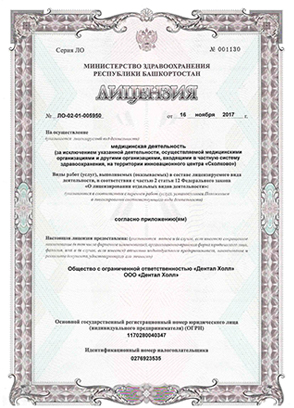 Серия ЛО
№ 001130
МИНИСТЕРСТВО ЗДРАВООХРАНЕНИЯ
РЕСПУБЛИКИ БАШКОРТОСТАН
ЛИЦЕНЗИЯ
№ ЛО-02-01-005950 от « 16 » ноября 2017 г.
На осуществление
медицинская деятельность
(за исключением указанной деятельности, осуществляемой медицинскими
организациями и другими организациями, входящими в частную систему
здравоохранения, на территории инновационного центра «Сколково»)
Виды работ (услуг), выполняемых (оказываемых) в составе лицензируемого вида
деятельности, в соответствии с частью 2 статьи 12 Федерального закона
«О лицензировании отдельных видов деятельности»:
согласно приложению(ям)
Настоящая лицензия предоставлена
Общество с ограниченной ответственностью «Дентал Холл»
ООО «Дентал Холл»
Основной государственный регистрационный номер юридического лица
(индивидуального предпринимателя) (ОГРН)
1170280040347
Идентификационный номер налогоплательщика
0276923535